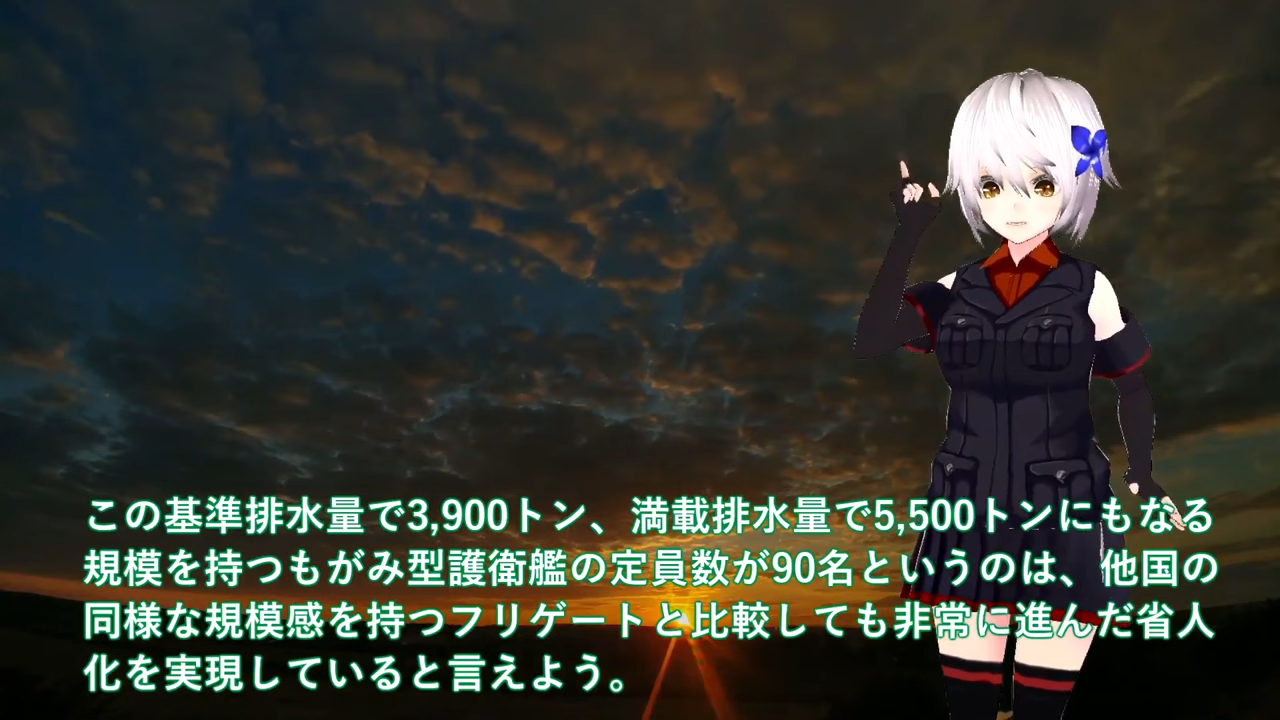 この基準排水量で3,900トン、満載排水量で5,500トンにもなる
規模を持つもがみ型護衛艦の定員数が90名というのは、他国の
同様な規模感を持つフリゲートと比較しても非常に進んだ省人
化を実現していると言えよう。